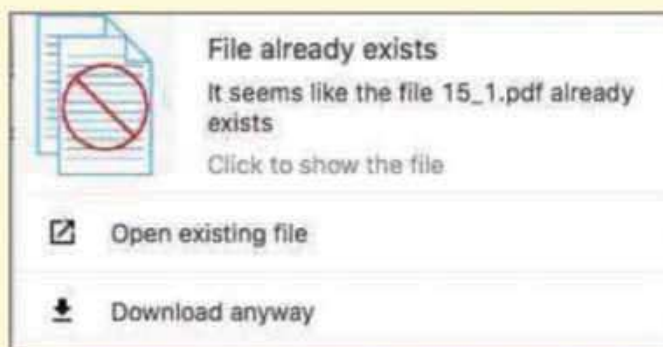 File already exists
It seems like the file 15_1.pdf already
exists
Click to show the file
Open existing file
Download anyway